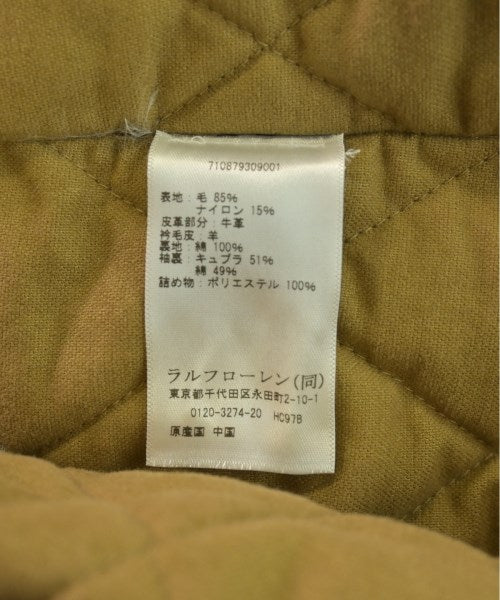 710879309001
表地：毛 85%
ナイロン 15%
皮革部分：牛革
衿毛皮：羊
裏地：綿 100%
袖裏：キュプラ 51%
綿 49%
詰め物：ポリエステル 100%
ラルフローレン(同)
東京都千代田区永田町2-10-1
0120-3274-20 HC97B
原産国 中国